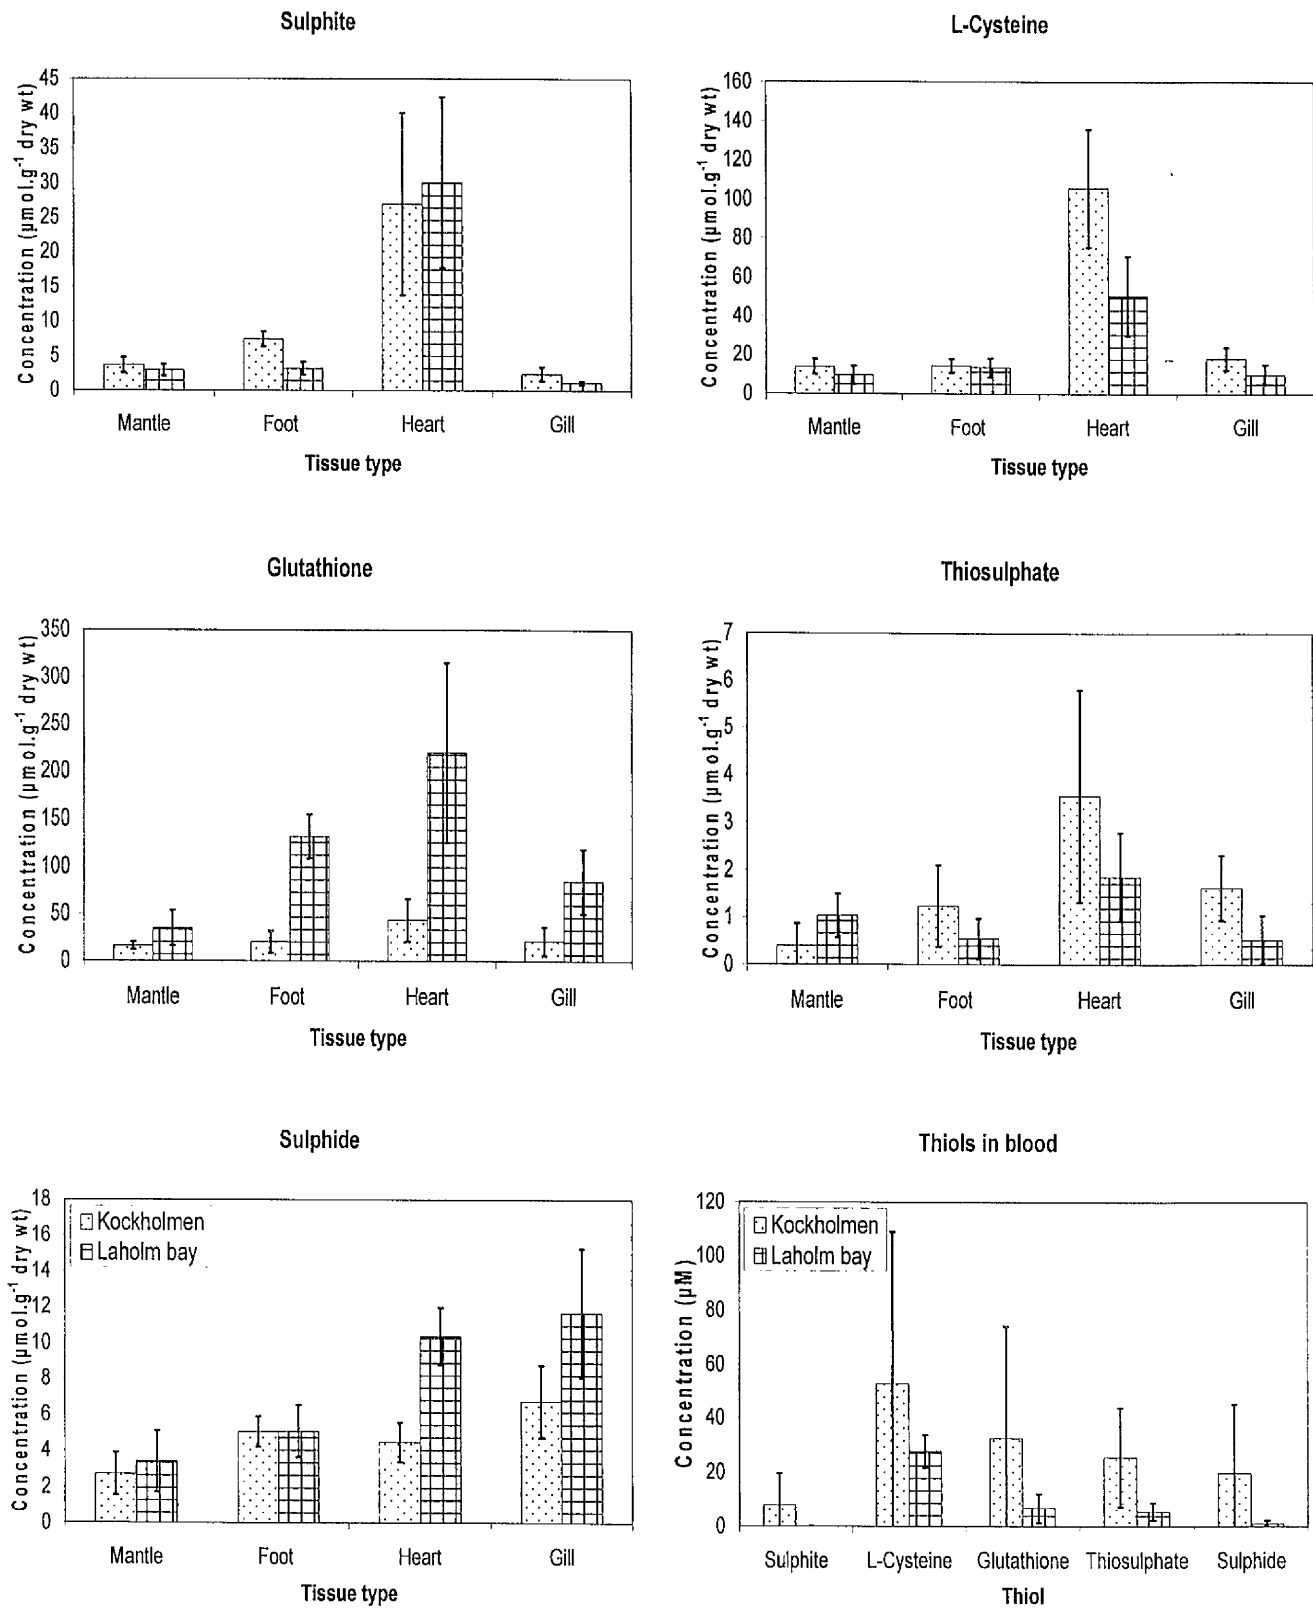 Sulphite
Concentration (µmol.g⁻¹ dry wt)
45
40
35
30
25
20
15
10
5
0
Mantle Foot Heart Gill
Tissue type
L-Cysteine
Concentration (µmol.g⁻¹ dry wt)
160
140
120
100
80
60
40
20
0
Mantle Foot Heart Gill
Tissue type
Glutathione
Concentration (µmol.g⁻¹ dry wt)
350
300
250
200
150
100
50
0
Mantle Foot Heart Gill
Tissue type
Thiosulphate
Concentration (µmol.g⁻¹ dry wt)
7
6
5
4
3
2
1
0
Mantle Foot Heart Gill
Tissue type
Sulphide
Concentration (µmol.g⁻¹ dry wt)
18
16
14
12
10
8
6
4
2
0
Kockholmen
Laholm bay
Mantle Foot Heart Gill
Tissue type
Thiols in blood
Concentration (µM)
120
100
80
60
40
20
0
Kockholmen
Laholm bay
Sulphite L-Cysteine Glutathione Thiosulphate Sulphide
Thiol